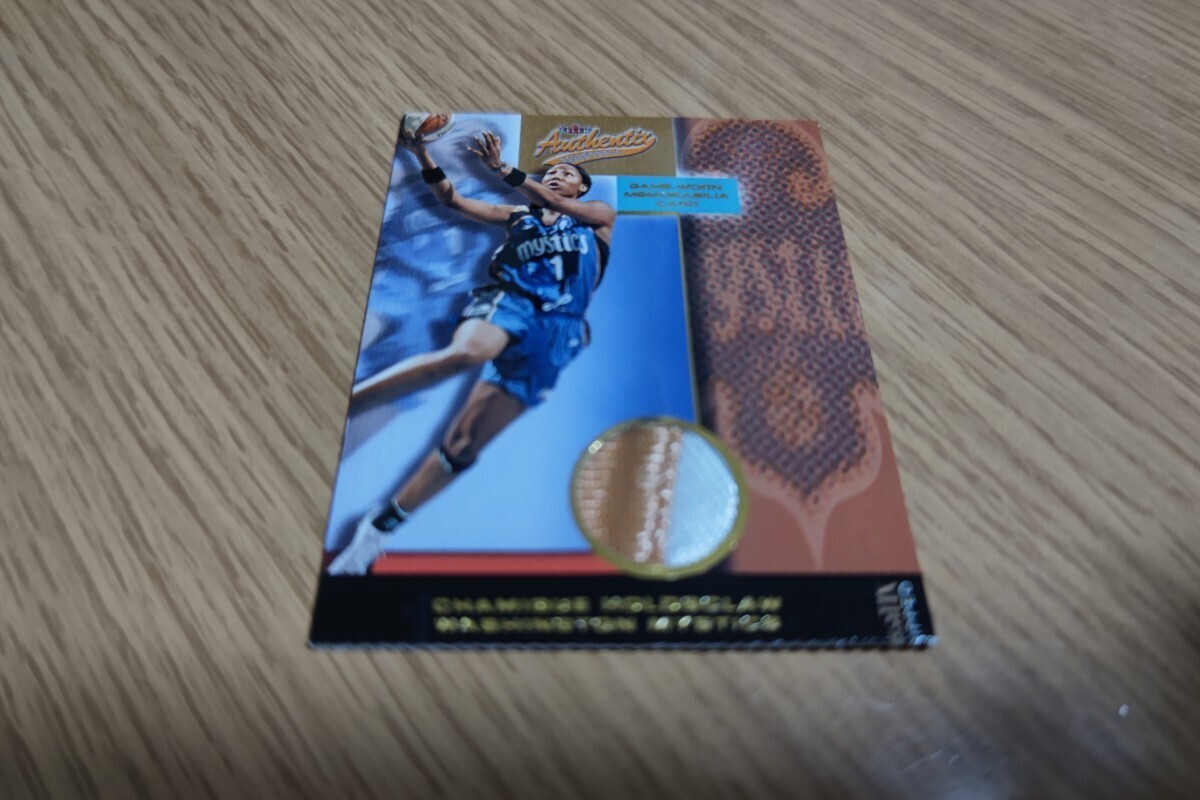 Fleer
Authentix
GAME-WORN
MEMORABILIA
CARD
mystics
1
CHAMIQUE HOLDSCLAW
WASHINGTON MYSTICS